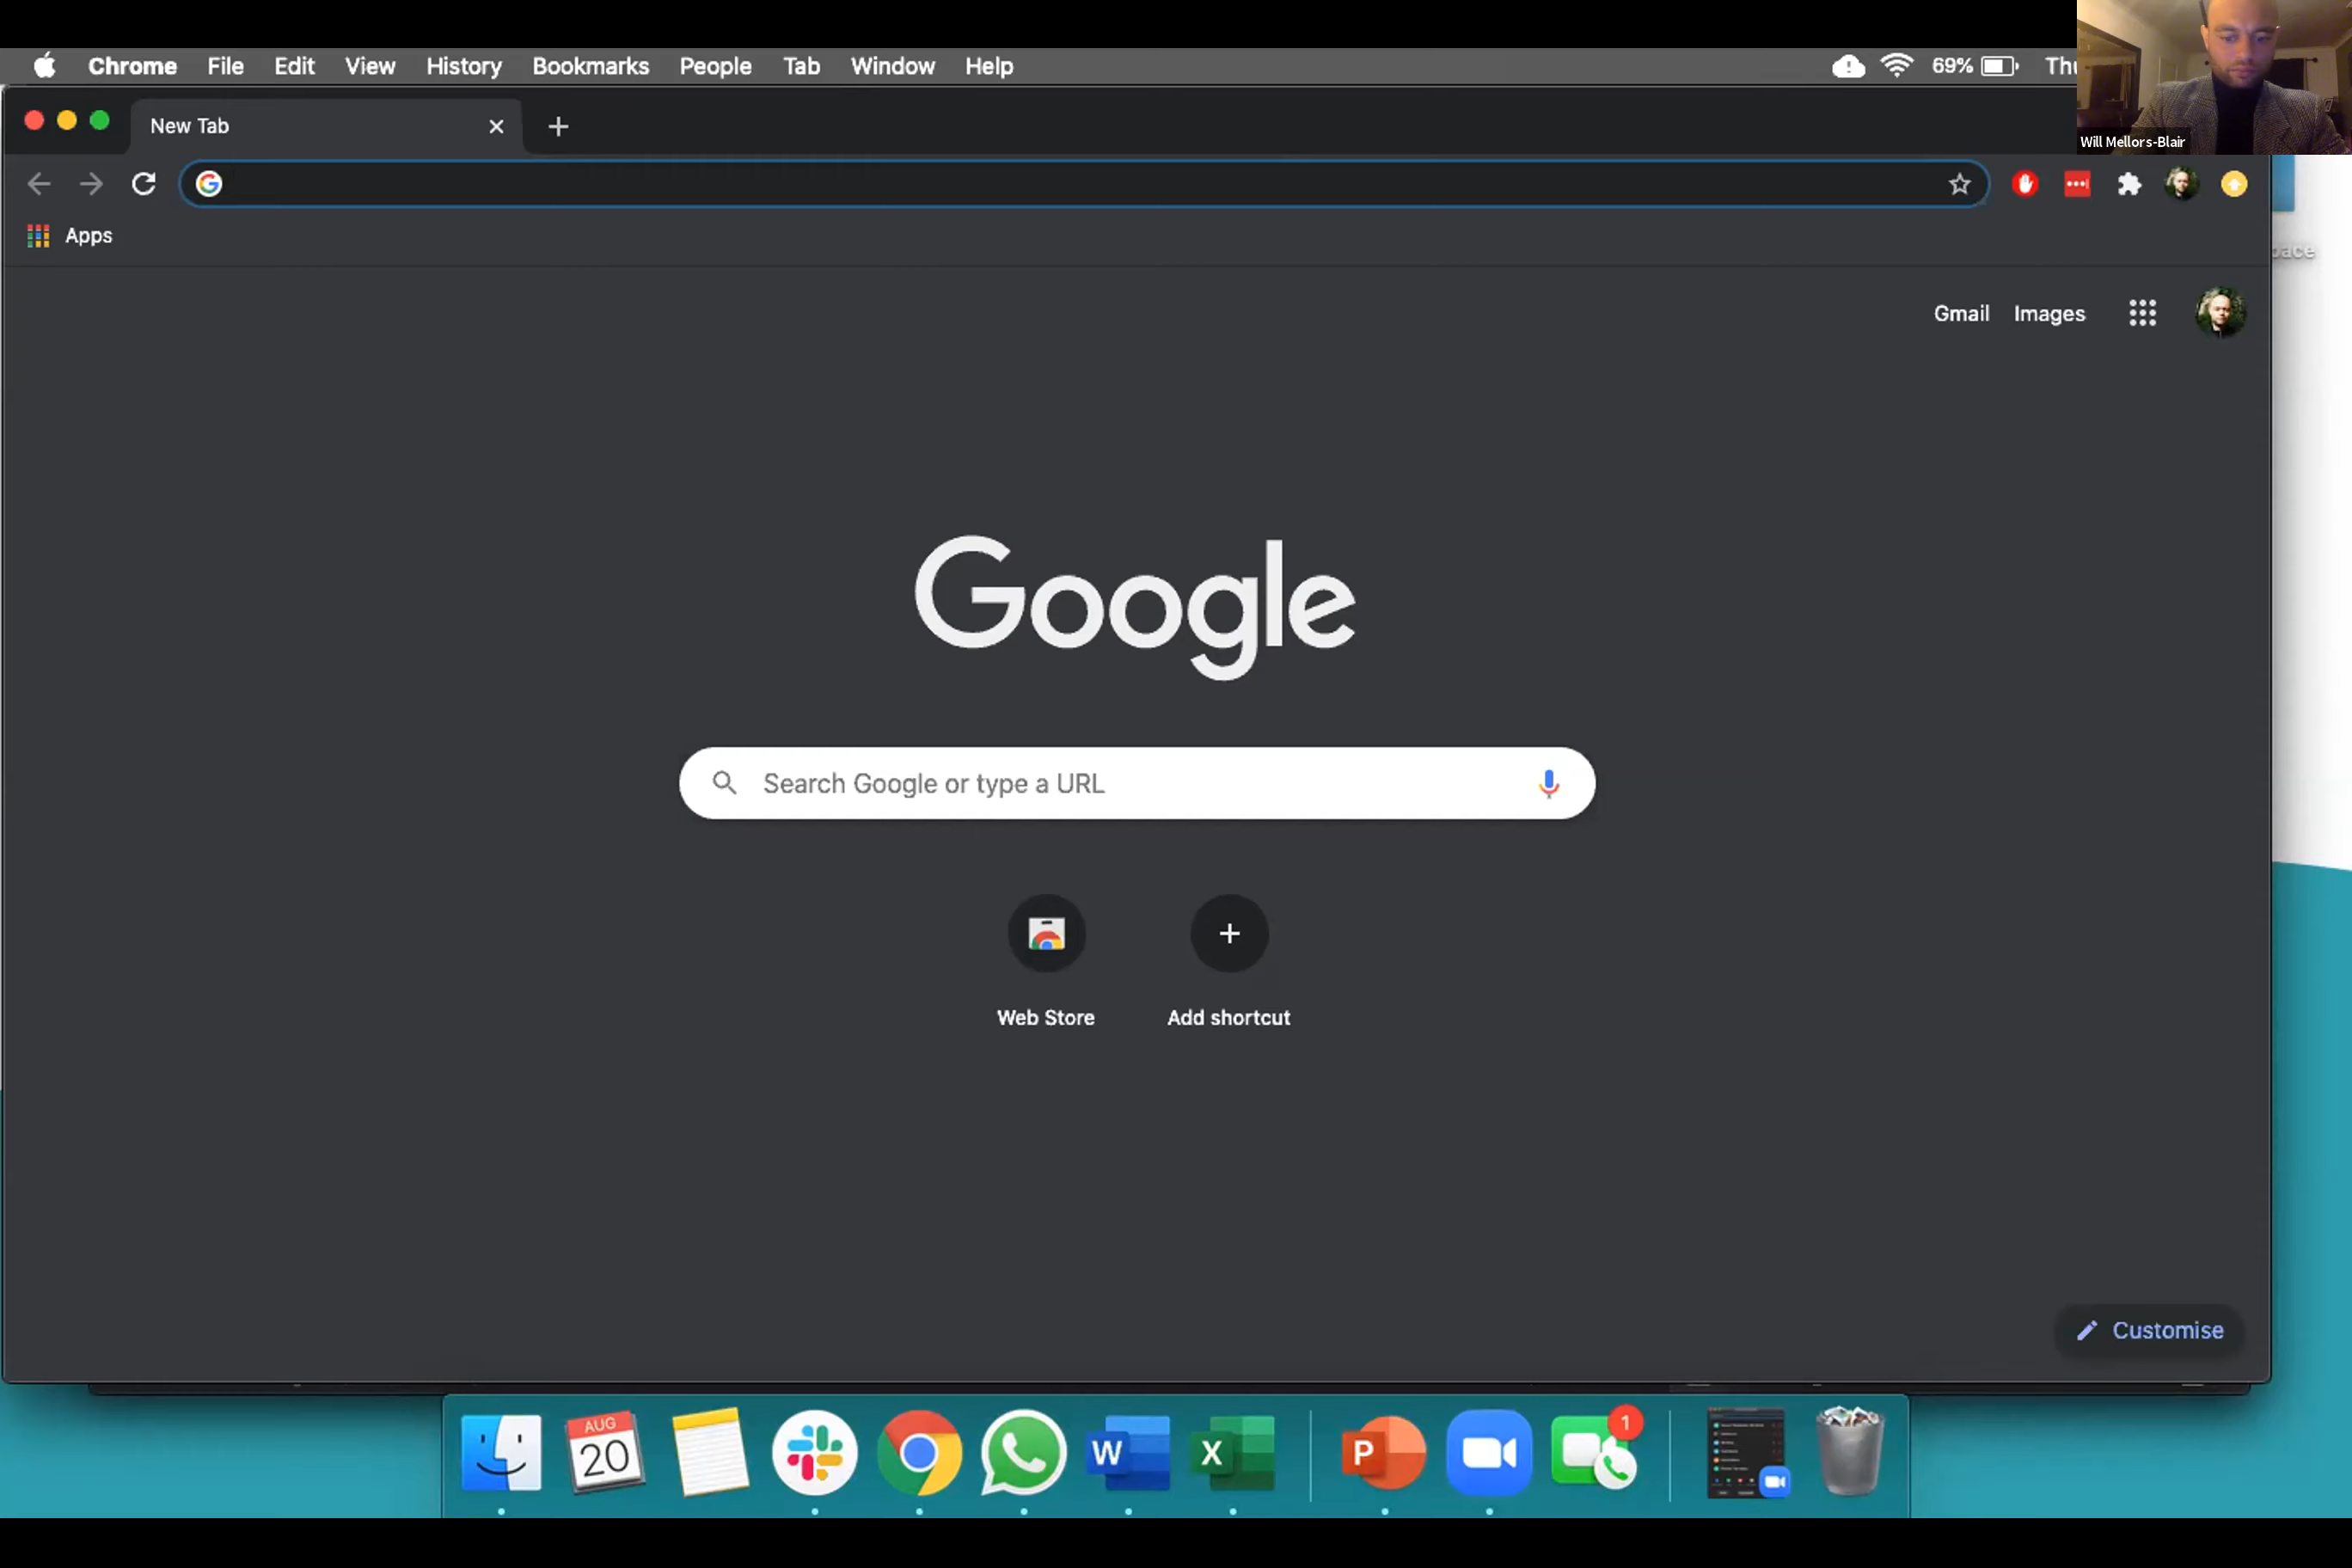 Chrome File Edit View History Bookmarks People Tab Window Help
69%
Will Mellors-Blair
New Tab
Apps
Gmail Images
Google
Search Google or type a URL
Web Store Add shortcut
Customise
AUG
20
W X P 1